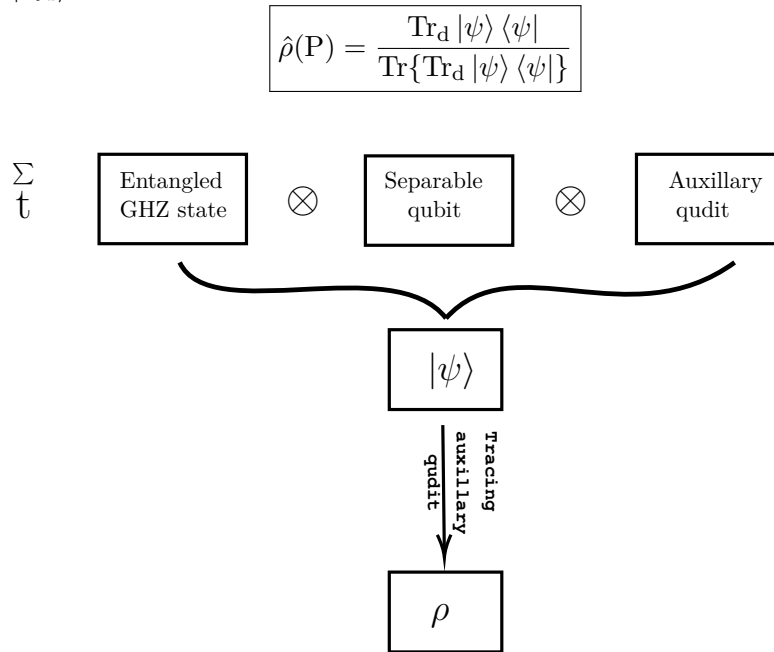 ρ̂(P) = Tr_d |ψ⟩ ⟨ψ| / Tr{Tr_d |ψ⟩ ⟨ψ|}
Σ
t
Entangled
GHZ state
⊗
Separable
qubit
⊗
Auxillary
qudit
|ψ⟩
Tracing
auxillary
qudit
ρ